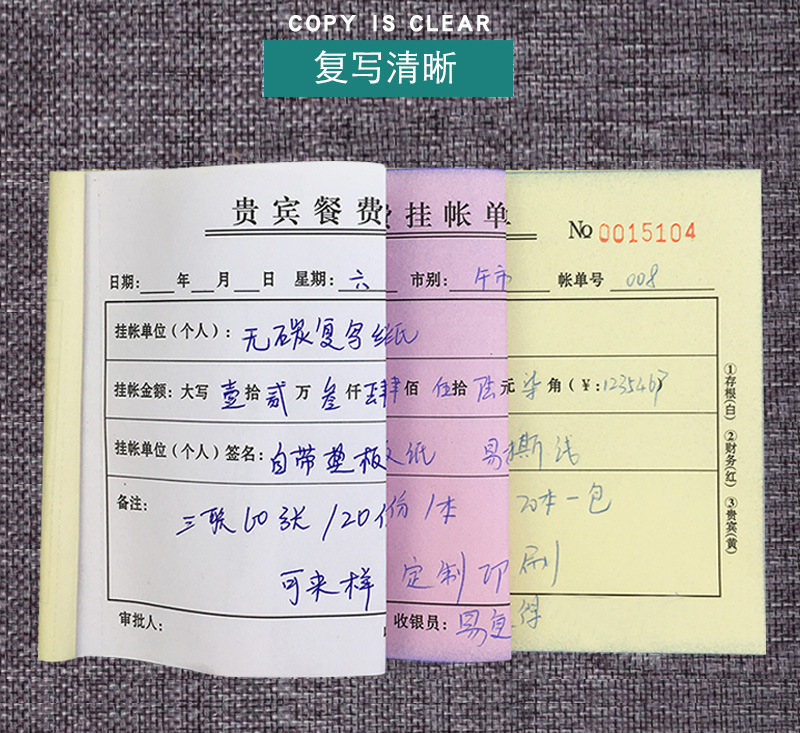 COPY IS CLEAR
复写清晰
贵宾餐费挂帐单
No 0015104
日期: 年 月 日 星期: 六 市别: 午市 帐单号 008
挂帐单位(个人): 无碳复写纸
挂帐金额: 大写 壹拾贰万叁仟肆佰伍拾陆元柒角(¥:1235467)
挂帐单位(个人)签名: 自带垫板纸 易撕线
备注: 三联60张/20份1本 20本一包
可来样定制印刷
审批人: 收银员: 易复得
①存根(白) ②财务(红) ③贵宾(黄)